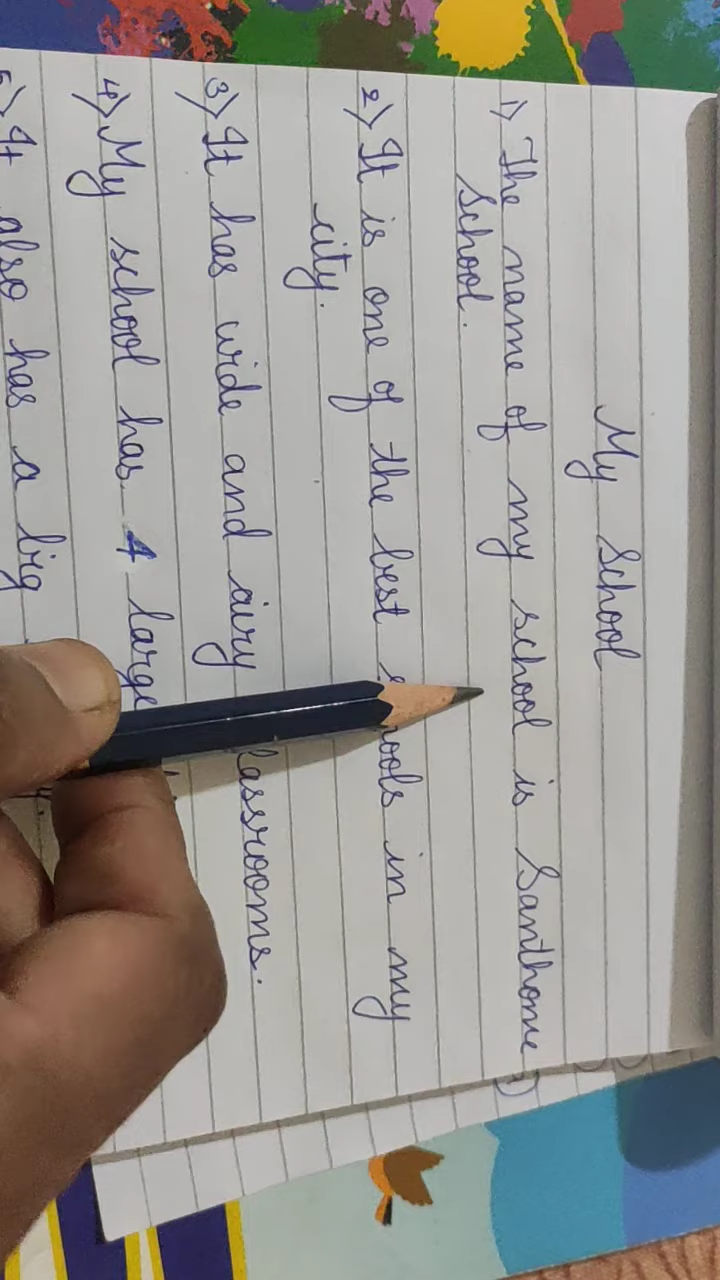 My School
1) The name of my school is Santhome
School.
2) It is one of the best in my
city.
3) It has wide and airy
4) My school has 4 large
5) It also has a big